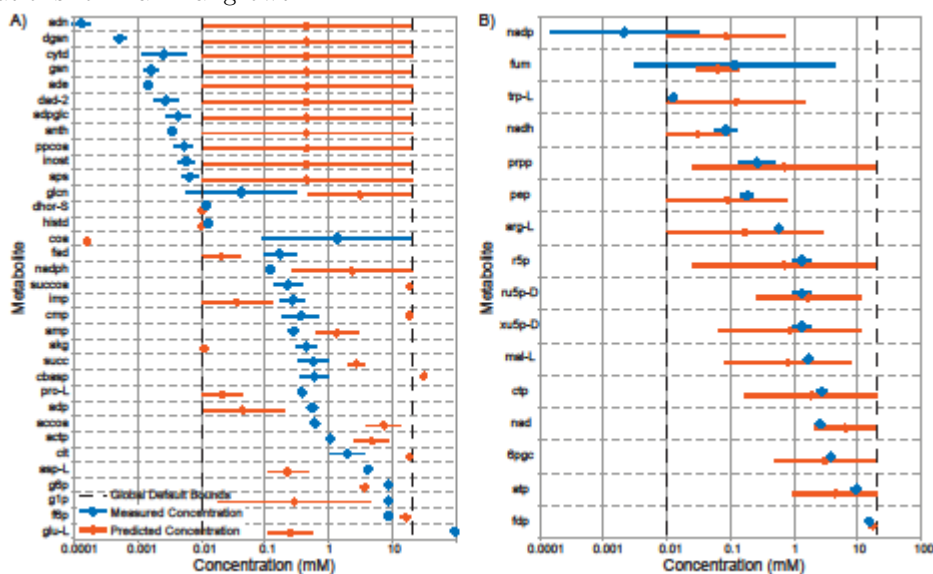 A)
adn
dgsn
cytd
gsn
ade
dad-2
adpglc
anth
ppcoa
inost
aps
glcn
dhor-S
histd
coa
fad
nadph
succoa
imp
cmp
amp
akg
succ
cbasp
pro-L
adp
accoa
actp
cit
asp-L
g6p
g1p
f6p
glu-L
Metabolite
Global Default Bounds
Measured Concentration
Predicted Concentration
0.0001 0.001 0.01 0.1 1 10
Concentration (mM)
B)
nadp
fum
trp-L
nadh
prpp
pep
arg-L
r5p
ru5p-D
xu5p-D
mal-L
ctp
nad
6pgc
atp
fdp
Metabolite
0.0001 0.001 0.01 0.1 1 10 100
Concentration (mM)